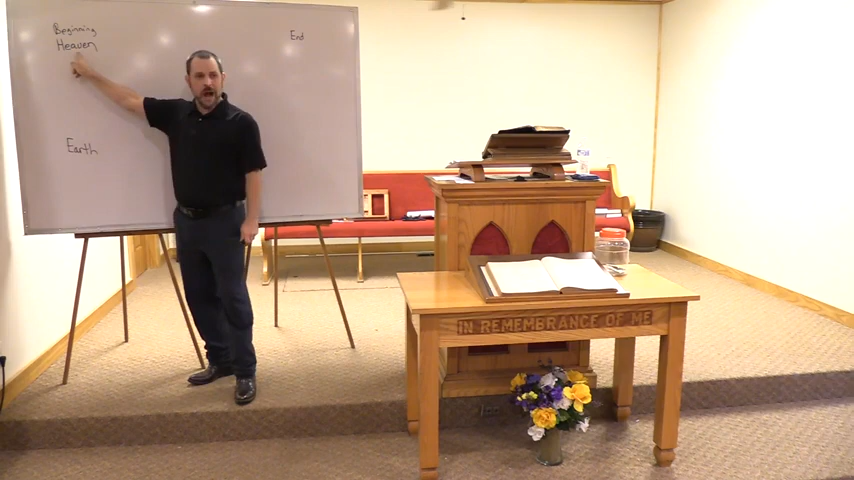 Beginning
Heaven
End
Earth
IN REMEMBRANCE OF ME